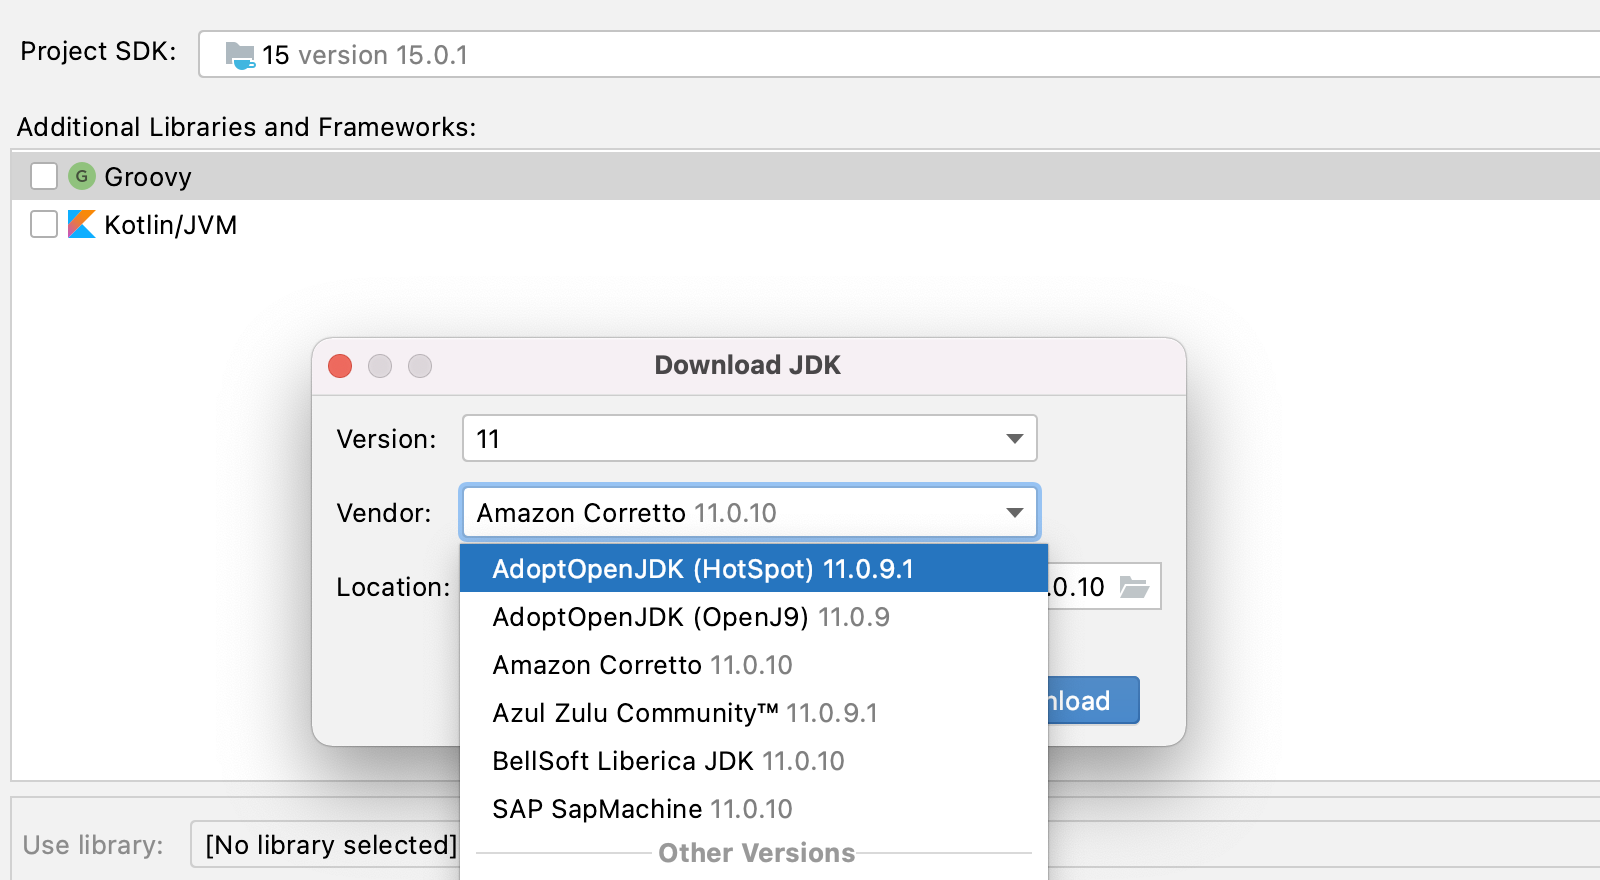 Project SDK: 15 version 15.0.1
Additional Libraries and Frameworks:
G Groovy
Kotlin/JVM
Download JDK
Version: 11
Vendor: Amazon Corretto 11.0.10
Location: .0.10
AdoptOpenJDK (HotSpot) 11.0.9.1
AdoptOpenJDK (OpenJ9) 11.0.9
Amazon Corretto 11.0.10
Azul Zulu Community™ 11.0.9.1
BellSoft Liberica JDK 11.0.10
SAP SapMachine 11.0.10
Other Versions
nload
Use library: [No library selected]